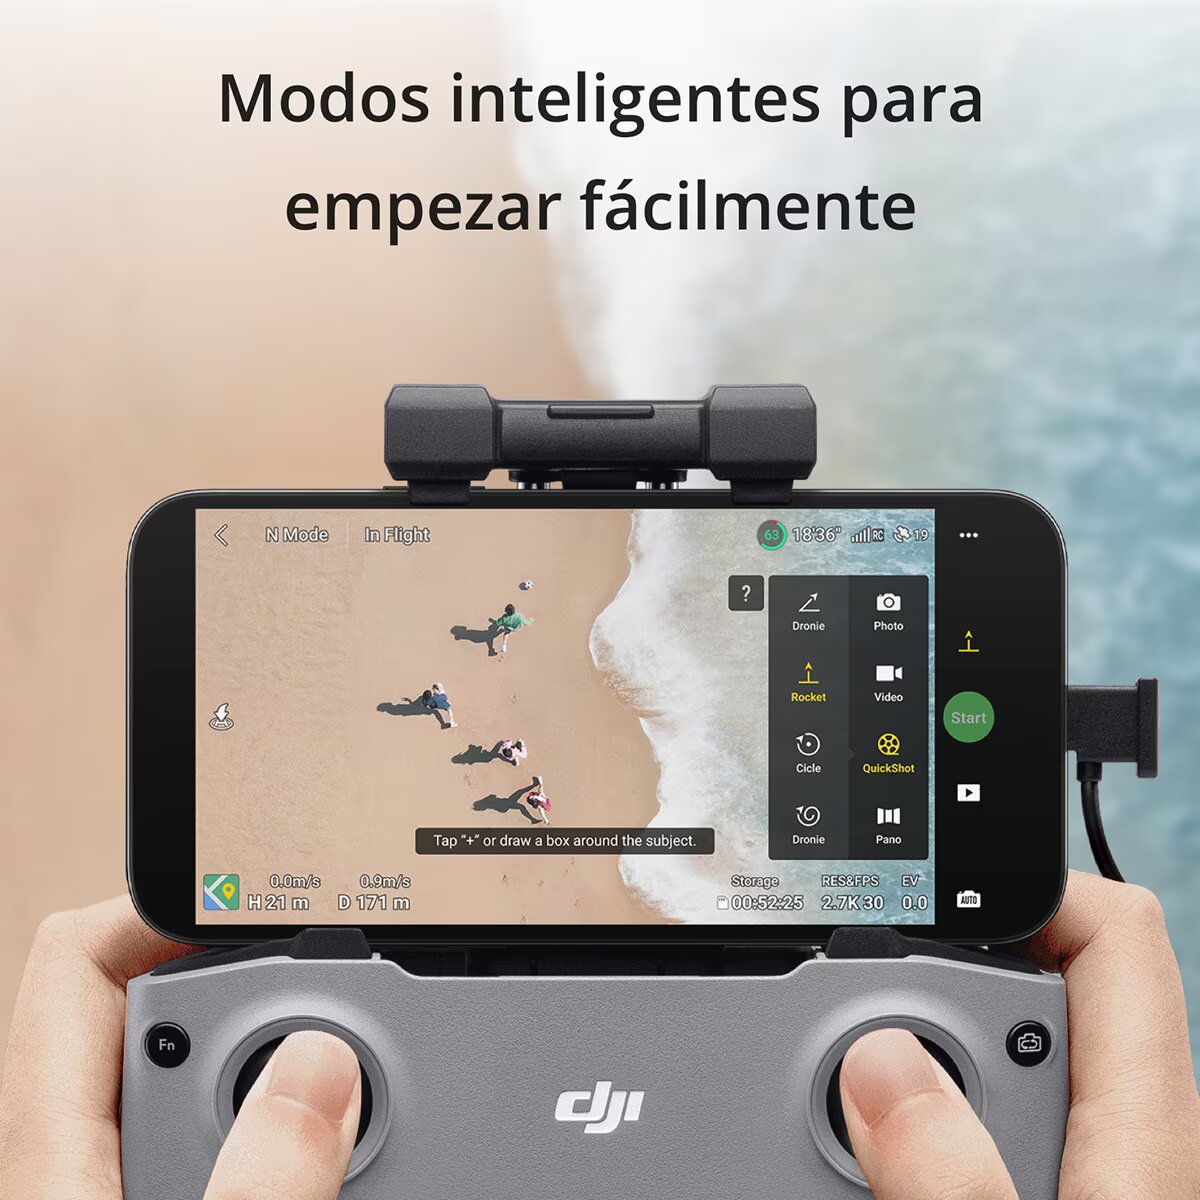 Modos inteligentes para
empezar fácilmente
N Mode In Flight
63 18'36" RC 19
?
Dronie Photo
Rocket Video
Cicle QuickShot
Dronie Pano
Start
Tap “+” or draw a box around the subject.
0.0m/s 0.9m/s Storage RES&FPS EV
H 21 m D 171 m 00:52:25 2.7K 30 0.0
AUTO
Fn
dji